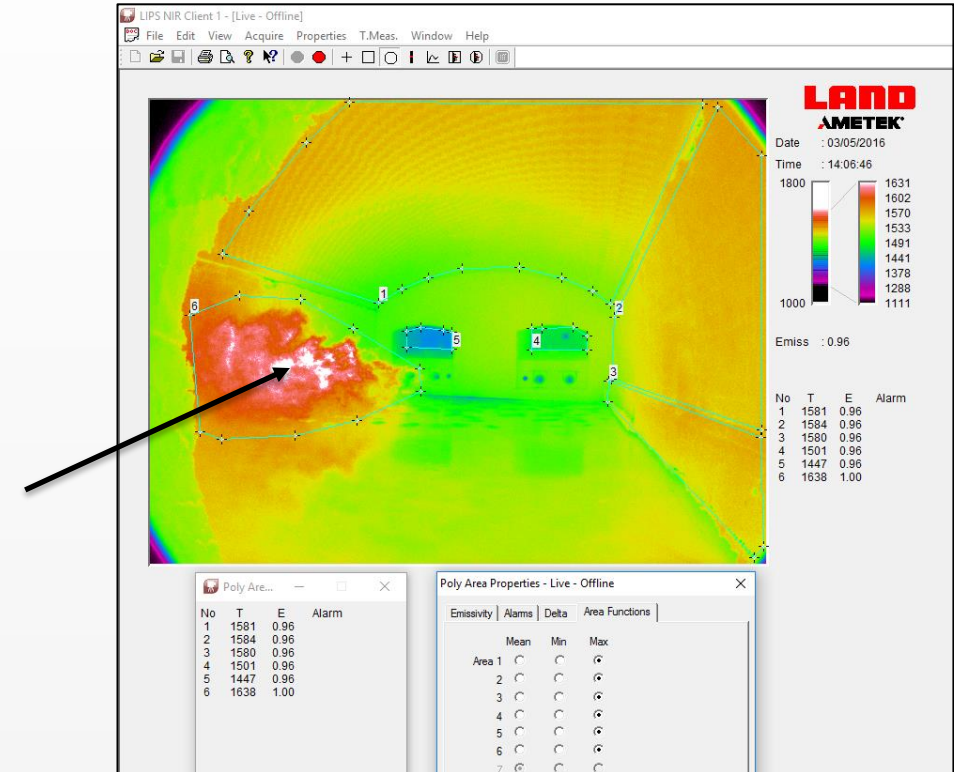 LIPS NIR Client 1 - [Live - Offline]
File Edit View Acquire Properties T.Meas. Window Help
LAND
AMETEK®
Date : 03/05/2016
Time : 14:06:46
1800 1631
1602
1570
1533
1491
1441
1378
1288
1000 1111
Emiss : 0.96
1
2
3
4
5
6
No T E Alarm
1 1581 0.96
2 1584 0.96
3 1580 0.96
4 1501 0.96
5 1447 0.96
6 1638 1.00
Poly Are...
No T E Alarm
1 1581 0.96
2 1584 0.96
3 1580 0.96
4 1501 0.96
5 1447 0.96
6 1638 1.00
Poly Area Properties - Live - Offline
Emissivity Alarms Delta Area Functions
Mean Min Max
Area 1
2
3
4
5
6
7